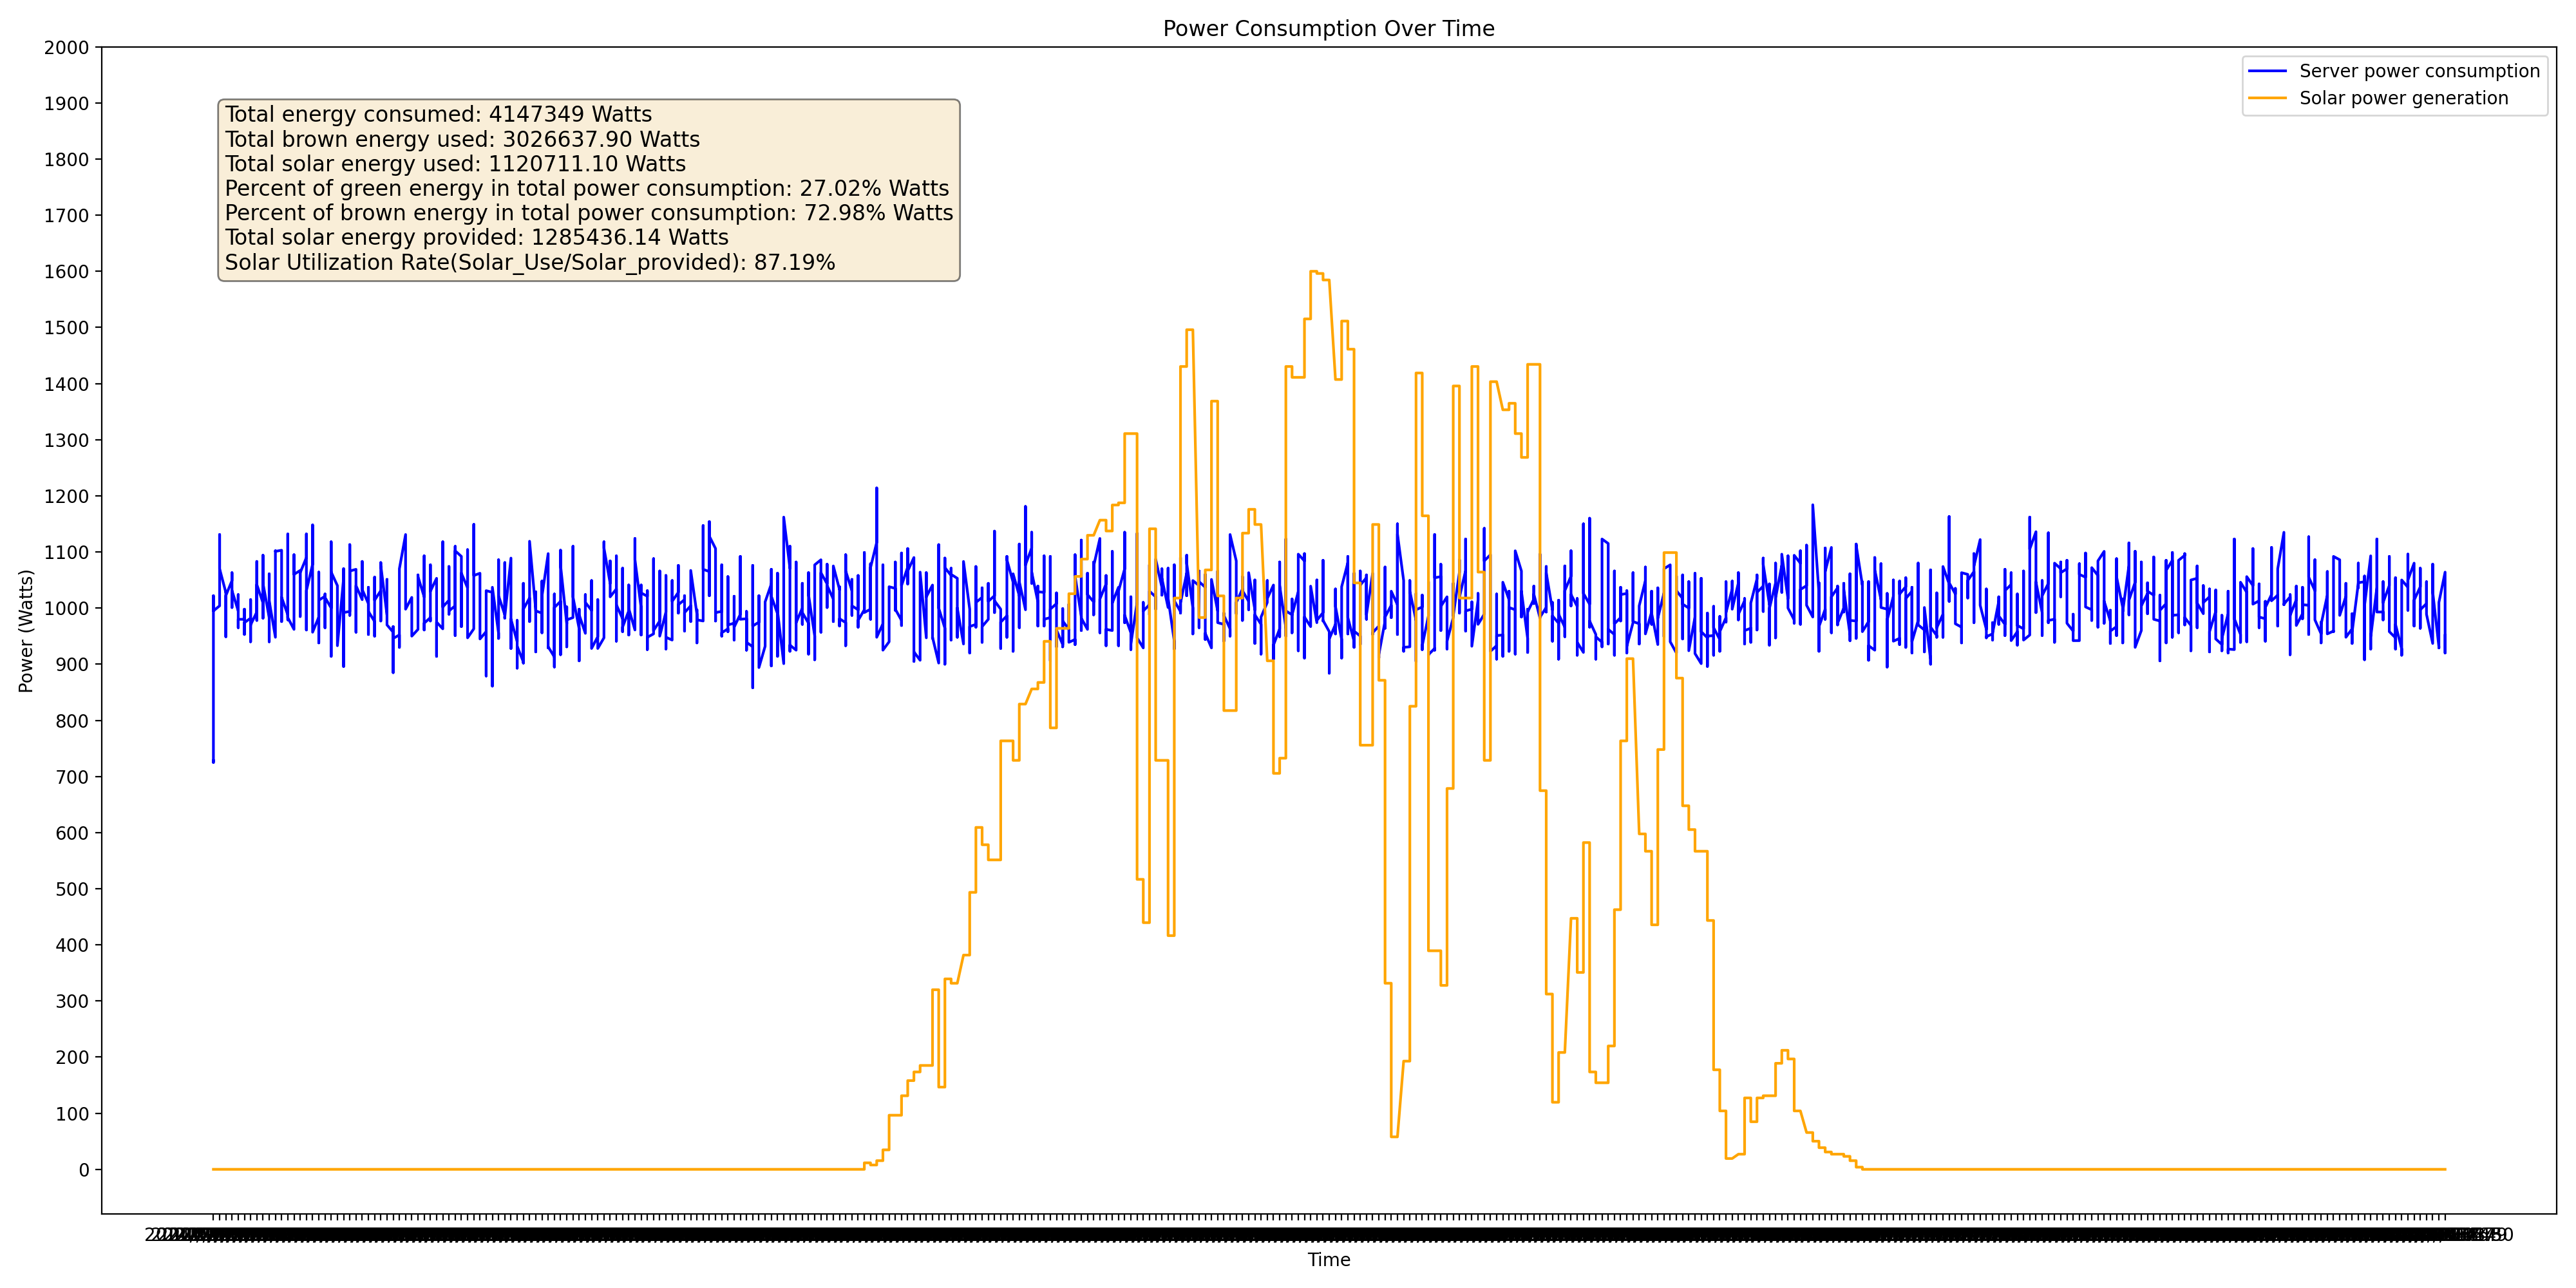 Power Consumption Over Time
2000
1900
1800
1700
1600
1500
1400
1300
1200
1100
1000
900
800
700
600
500
400
300
200
100
0
Power (Watts)
Total energy consumed: 4147349 Watts
Total brown energy used: 3026637.90 Watts
Total solar energy used: 1120711.10 Watts
Percent of green energy in total power consumption: 27.02% Watts
Percent of brown energy in total power consumption: 72.98% Watts
Total solar energy provided: 1285436.14 Watts
Solar Utilization Rate(Solar_Use/Solar_provided): 87.19%
Server power consumption
Solar power generation
Time